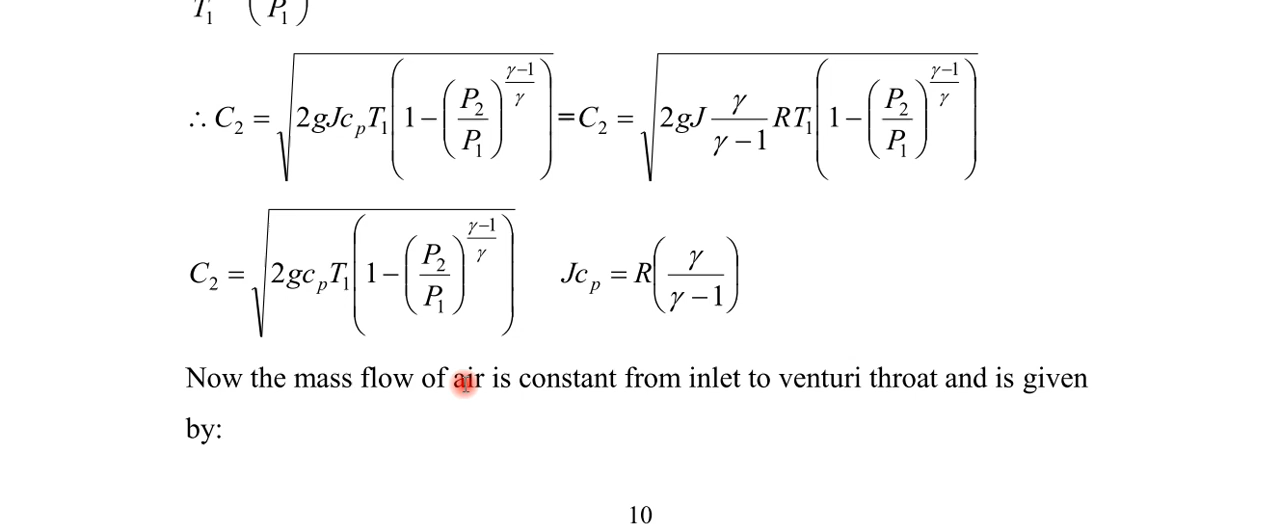 T₁ (P₁)
∴ C₂ = √(2gJcₚT₁(1−(P₂/P₁)^((γ−1)/γ))) = C₂ = √(2gJ γ/(γ−1) RT₁(1−(P₂/P₁)^((γ−1)/γ)))
C₂ = √(2gcₚT₁(1−(P₂/P₁)^((γ−1)/γ))) Jcₚ = R(γ/(γ−1))
Now the mass flow of air is constant from inlet to venturi throat and is given
by:
10